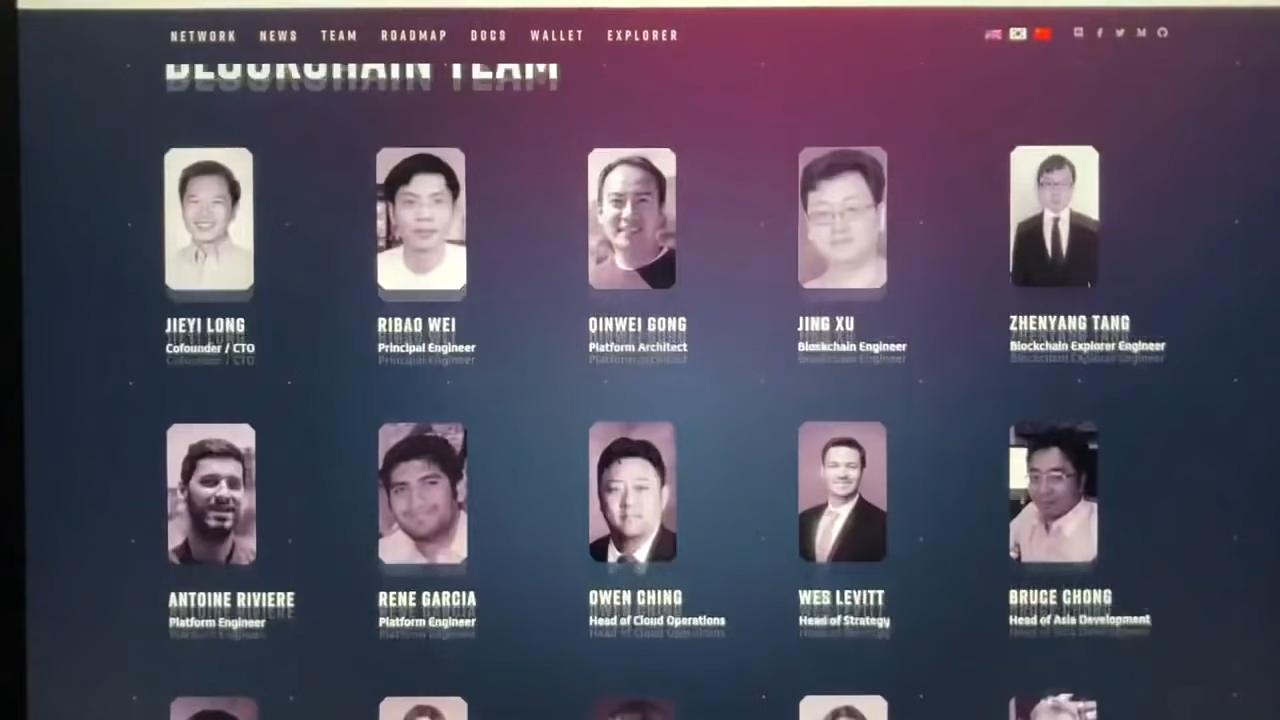 NETWORK NEWS TEAM ROADMAP DOCS WALLET EXPLORER
BLOCKCHAIN TEAM
JIEYI LONG
Cofounder / CTO
RIBAO WEI
Principal Engineer
QINWEI GONG
Platform Architect
JING XU
Blockchain Engineer
ZHENYANG TANG
Blockchain Explorer Engineer
ANTOINE RIVIERE
Platform Engineer
RENE GARCIA
Platform Engineer
OWEN CHING
Head of Cloud Operations
WES LEVITT
Head of Strategy
BRUCE CHONG
Head of Asia Development